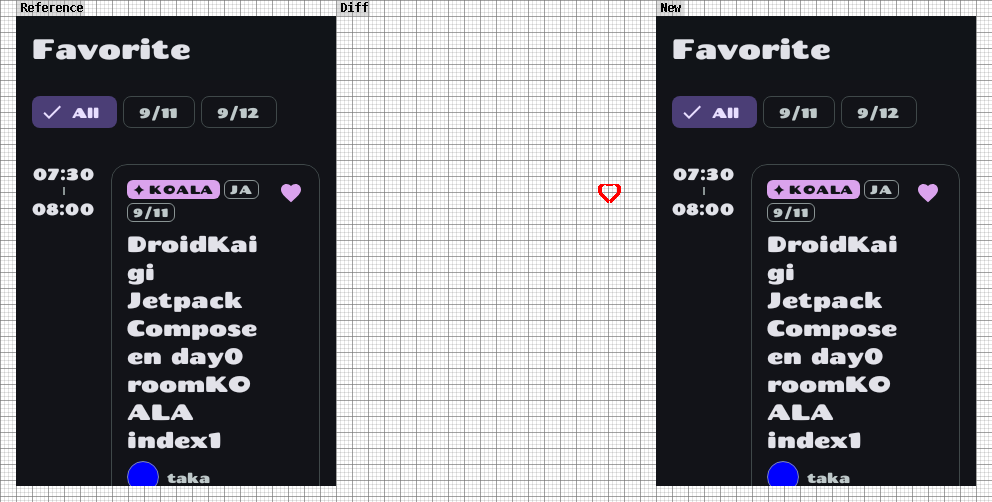 Reference
Diff
New
Favorite
All 9/11 9/12
07:30
08:00
KOALA JA
9/11
DroidKai
gi
Jetpack
Compose
en day0
roomKO
ALA
index1
taka
Favorite
All 9/11 9/12
07:30
08:00
KOALA JA
9/11
DroidKai
gi
Jetpack
Compose
en day0
roomKO
ALA
index1
taka